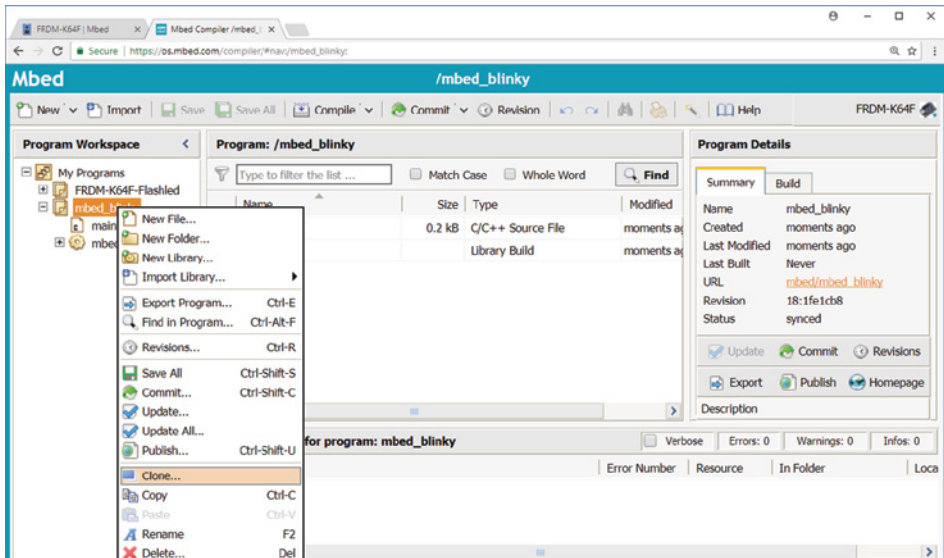 FRDM-K64F | Mbed
Mbed Compiler /mbed_
Secure | https://os.mbed.com/compiler/#nav:/mbed_blinky:
Mbed /mbed_blinky
New Import Save Save All Compile Commit Revision Help FRDM-K64F
Program Workspace < Program: /mbed_blinky Program Details
My Programs Type to filter the list ... Match Case Whole Word Find
FRDM-K64F-Flashled Summary Build
mbed_bli Name Size Type Modified
main 0.2 kB C/C++ Source File moments ag
mbed Library Build moments ag
New File...
New Folder...
New Library...
Import Library...
Export Program... Ctrl-E
Find in Program... Ctrl-Alt-F
Revisions... Ctrl-R
Save All Ctrl-Shift-S
Commit... Ctrl-Shift-C
Update...
Update All...
Publish... Ctrl-Shift-U
Clone...
Copy Ctrl-C
Paste Ctrl-V
Rename F2
Delete... Del
Name mbed_blinky
Created moments ago
Last Modified moments ago
Last Built Never
URL mbed/mbed_blinky
Revision 18:1fe1cb8
Status synced
Update Commit Revisions
Export Publish Homepage
Description
for program: mbed_blinky Verbose Errors: 0 Warnings: 0 Infos: 0
Error Number Resource In Folder Loca